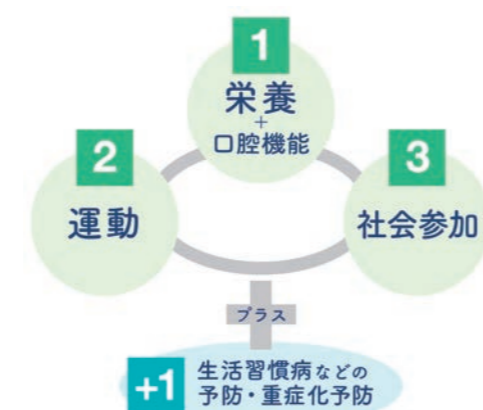 1
栄養
+
口腔機能
2
運動
3
社会参加
プラス
+1
生活習慣病などの
予防・重症化予防